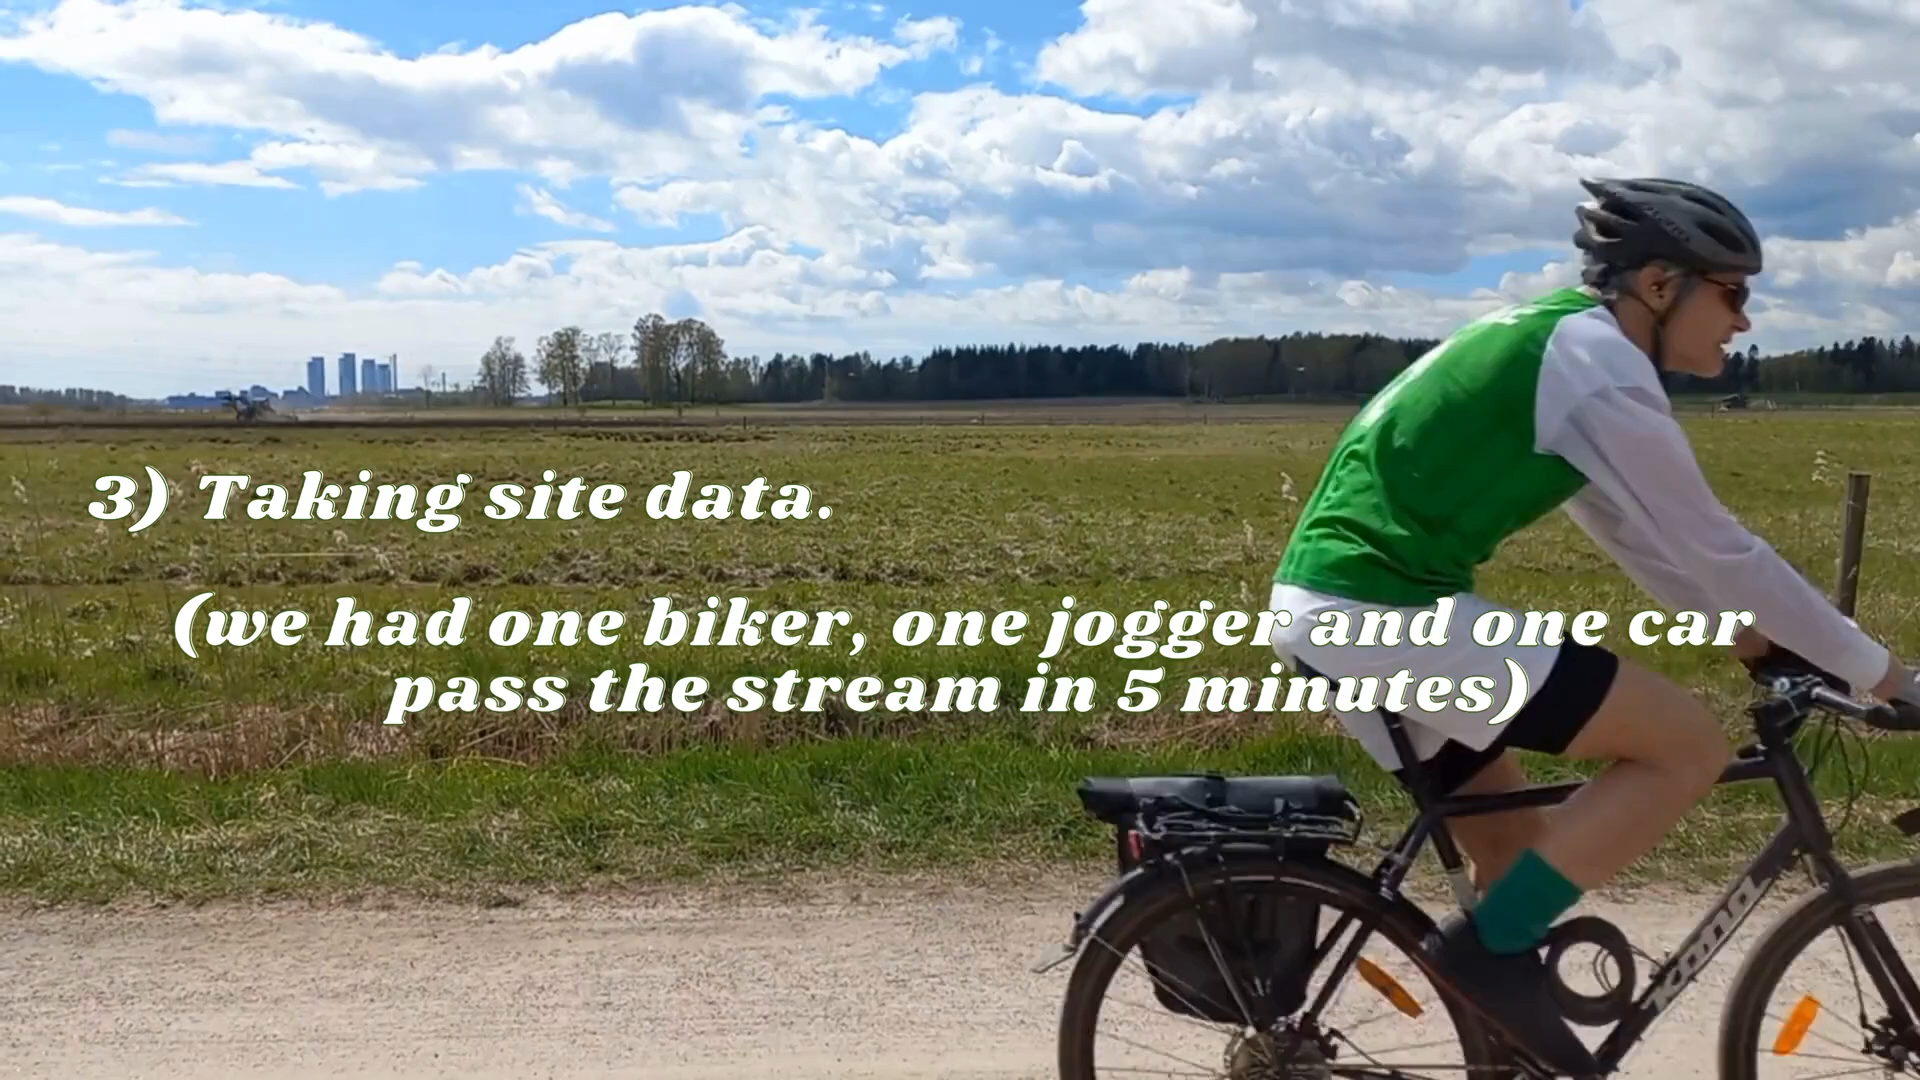 3) Taking site data.
(we had one biker, one jogger and one car
pass the stream in 5 minutes)
kona